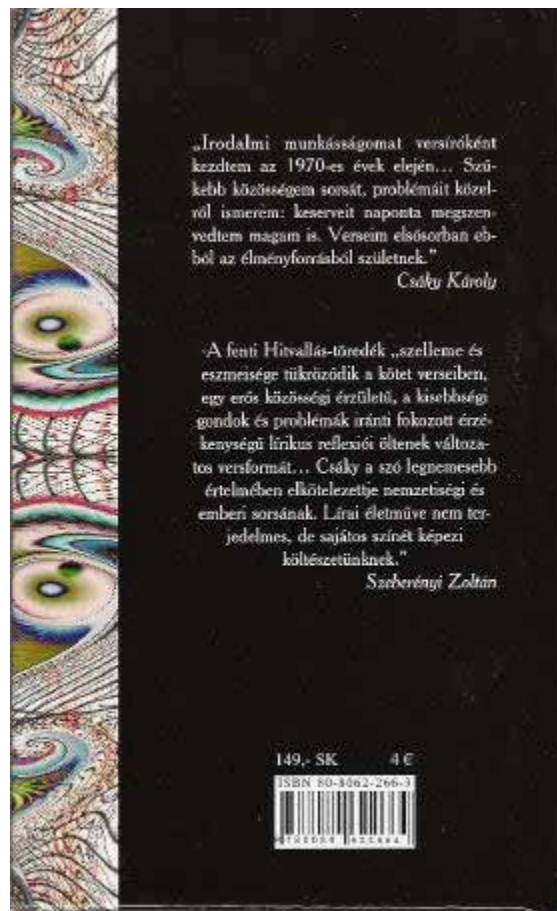 „Irodalmi munkásságomat versíróként
kezdtem az 1970-es évek elején... Szű-
kebb közösségem sorsát, problémáit közel-
ről ismerem: keserveit naponta megszen-
vedtem magam is. Verseim elsősorban eb-
ből az élményforrásból születnek.”
Csáky Károly
A fenti Hitvallás-töredék „szelleme és
eszmeisége tükröződik a kötet verseiben,
egy erős közösségi érzületű, a kisebbségi
gondok és problémák iránti fokozott érzé-
kenységű lírikus reflexiói öltenek változa-
tos versformát... Csáky a szó legnemesebb
értelmében elkötelezettje nemzetiségi és
emberi sorsának. Lírai életműve nem ter-
jedelmes, de sajátos színét képezi
költészetünknek.”
Szeberényi Zoltán
149,- SK 4 €
ISBN 80-8062-266-3